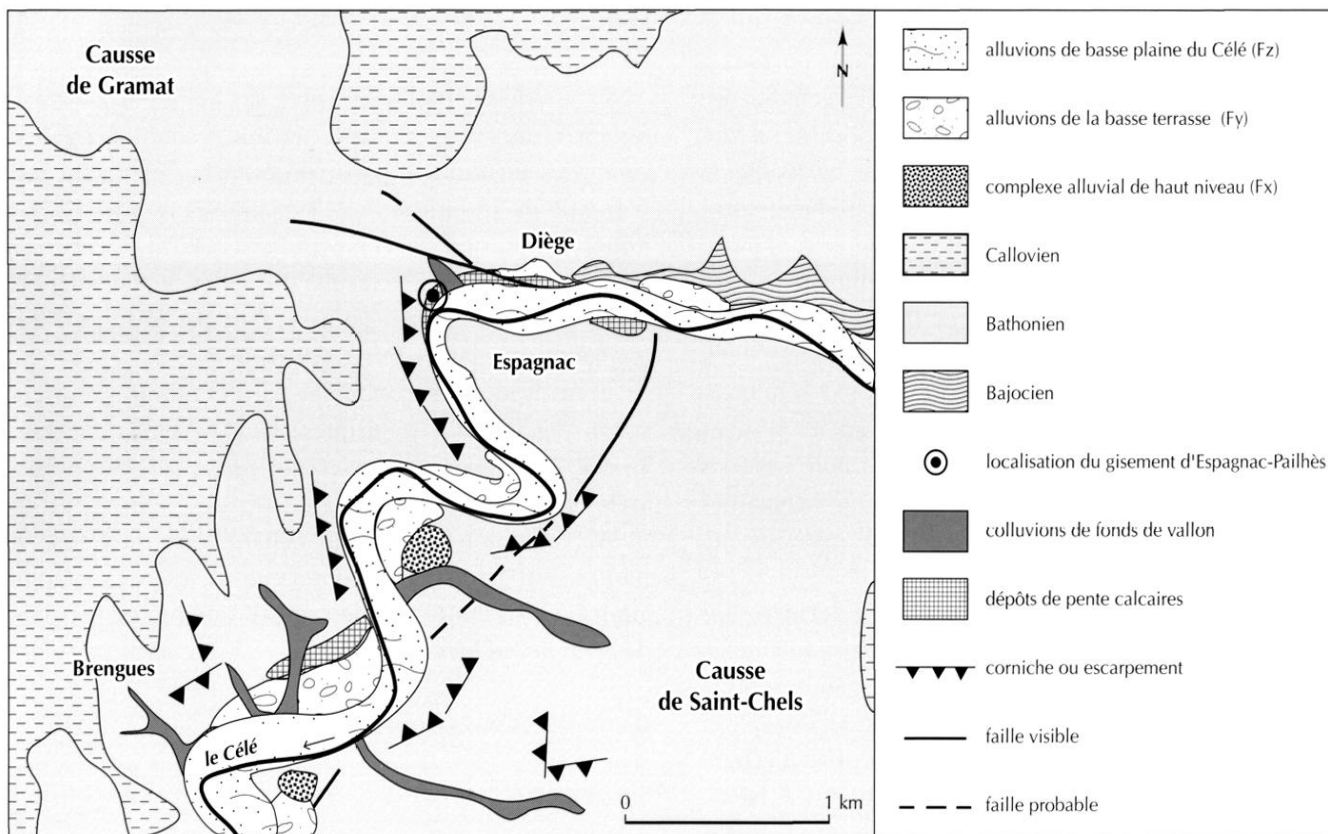 Causse
de Gramat
N
Diège
Espagnac
Brengues
Causse
de Saint-Chels
le Célé
0 1 km
alluvions de basse plaine du Célé (Fz)
alluvions de la basse terrasse (Fy)
complexe alluvial de haut niveau (Fx)
Callovien
Bathonien
Bajocien
localisation du gisement d'Espagnac-Pailhès
colluvions de fonds de vallon
dépôts de pente calcaires
corniche ou escarpement
faille visible
faille probable